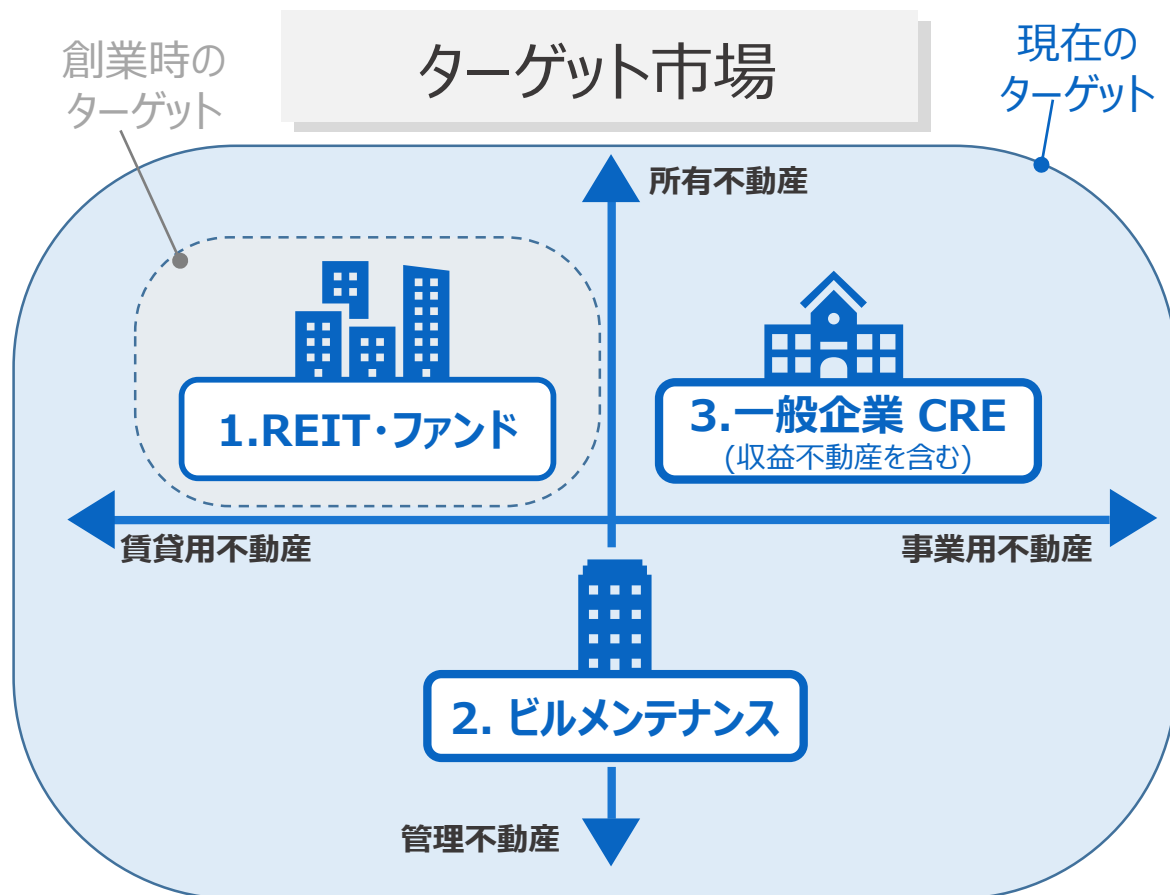 創業時の
ターゲット
ターゲット市場
現在の
ターゲット
所有不動産
1.REIT・ファンド
3.一般企業 CRE
(収益不動産を含む)
賃貸用不動産
事業用不動産
2. ビルメンテナンス
管理不動産